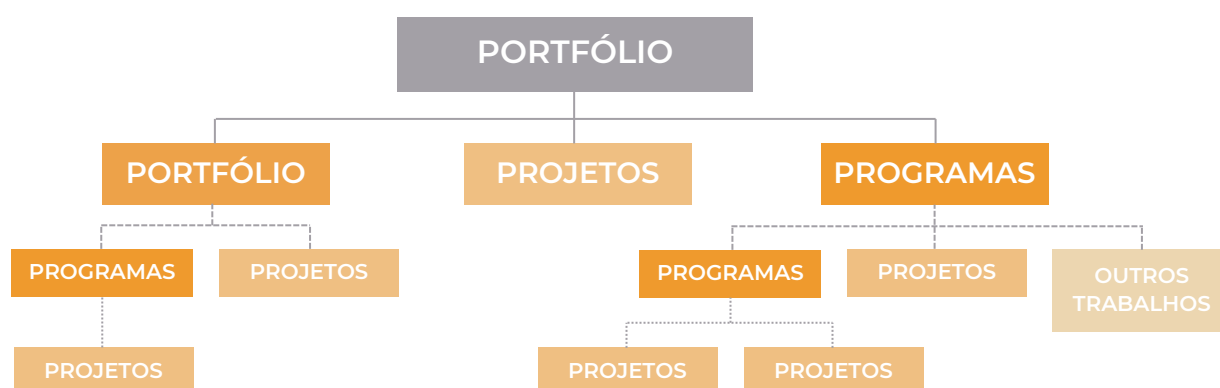 PORTFÓLIO
PORTFÓLIO
PROJETOS
PROGRAMAS
PROGRAMAS
PROJETOS
PROGRAMAS
PROJETOS
OUTROS
TRABALHOS
PROJETOS
PROJETOS
PROJETOS